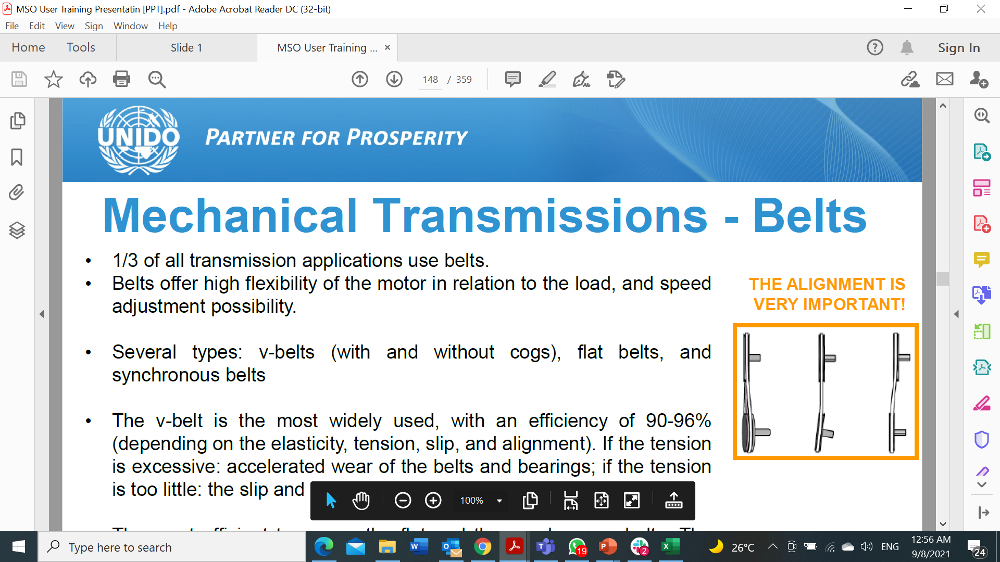 MSO User Training Presentatin [PPT].pdf - Adobe Acrobat Reader DC (32-bit)
File Edit View Sign Window Help
Home Tools Slide 1 MSO User Training ... × Sign In
148 / 359
UNIDO
PARTNER FOR PROSPERITY
Mechanical Transmissions - Belts
• 1/3 of all transmission applications use belts.
• Belts offer high flexibility of the motor in relation to the load, and speed
adjustment possibility.
THE ALIGNMENT IS
VERY IMPORTANT!
• Several types: v-belts (with and without cogs), flat belts, and
synchronous belts
• The v-belt is the most widely used, with an efficiency of 90-96%
(depending on the elasticity, tension, slip, and alignment). If the tension
is excessive: accelerated wear of the belts and bearings; if the tension
is too little: the slip and
100%
Type here to search
19
2
26°C
ENG
12:56 AM
9/8/2021
24